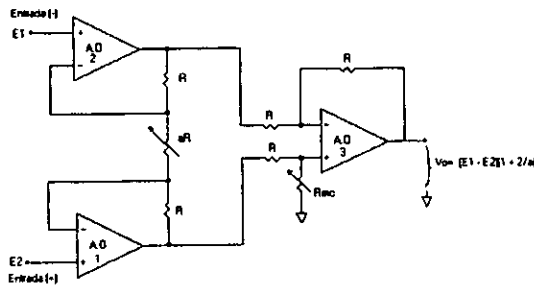 Entrada (-)
E1
+
-
A.O
2
R
aR
R
-
+
A.O
1
E2
Entrada (+)
R
R
R
-
+
A.O
3
Rmc
Vo= (E1 - E2)(1 + 2/a)